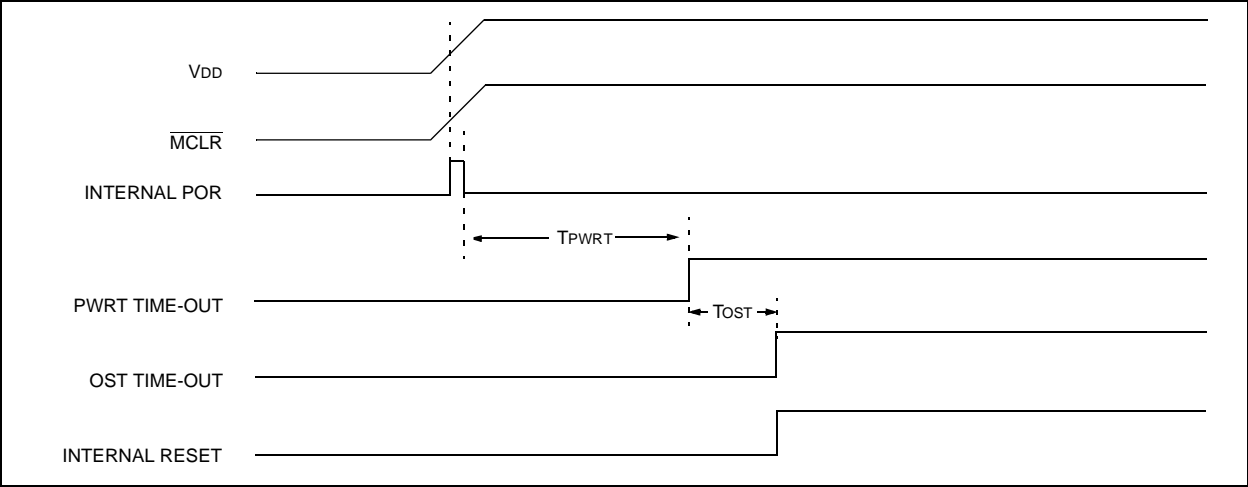 VDD
MCLR
INTERNAL POR
TPWRT
PWRT TIME-OUT
TOST
OST TIME-OUT
INTERNAL RESET